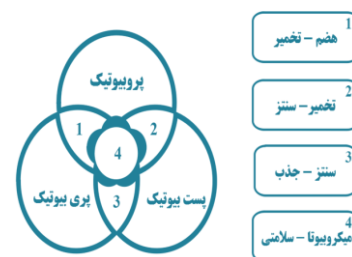 پروبیوتیک
1
2
4
پری بیوتیک
3
پست بیوتیک
1
هضم – تخمیر
2
تخمیر – سنتز
3
سنتز – جذب
4
میکروبیوتا – سلامتی